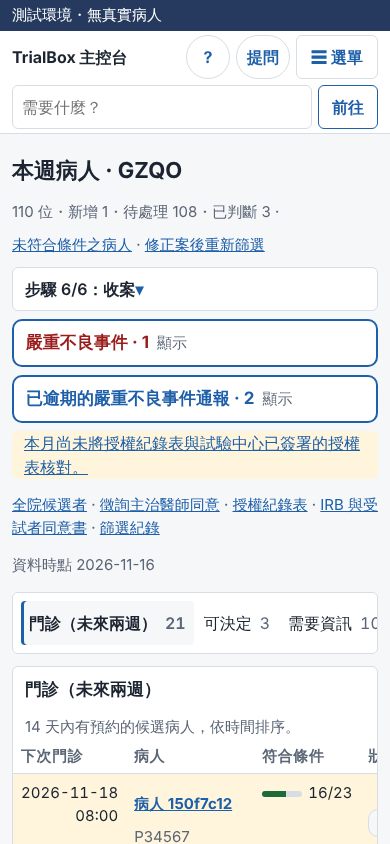 測試環境・無真實病人
TrialBox 主控台
?
提問
☰ 選單
需要什麼？
前往
本週病人 · GZQO
110 位・新增 1・待處理 108・已判斷 3 ·
未符合條件之病人 · 修正案後重新篩選
步驟 6/6：收案▾
嚴重不良事件 · 1 顯示
已逾期的嚴重不良事件通報 · 2 顯示
本月尚未將授權紀錄表與試驗中心已簽署的授權
表核對。
全院候選者 · 徵詢主治醫師同意 · 授權紀錄表 · IRB 與受
試者同意書 · 篩選紀錄
資料時點 2026-11-16
門診（未來兩週） 21 可決定 3 需要資訊
門診（未來兩週）
14 天內有預約的候選病人，依時間排序。
下次門診 病人 符合條件
2026-11-18 病人 150f7c12 16/23
08:00
P34567